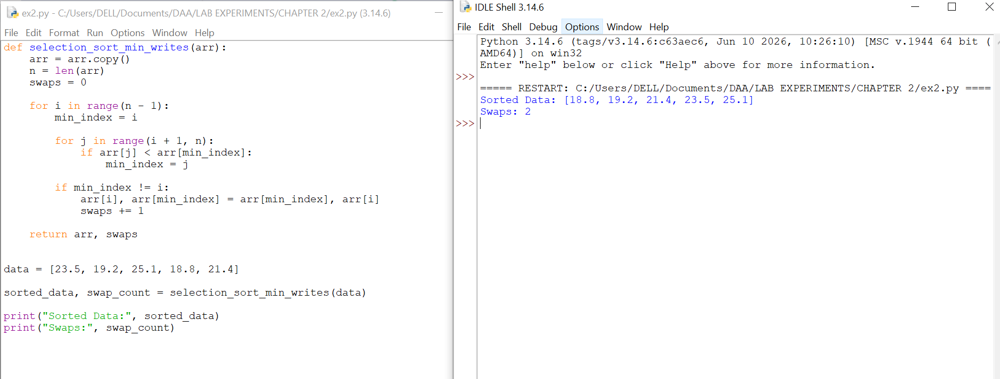 ex2.py - C:/Users/DELL/Documents/DAA/LAB EXPERIMENTS/CHAPTER 2/ex2.py (3.14.6)
File Edit Format Run Options Window Help
def selection_sort_min_writes(arr):
    arr = arr.copy()
    n = len(arr)
    swaps = 0

    for i in range(n - 1):
        min_index = i

        for j in range(i + 1, n):
            if arr[j] < arr[min_index]:
                min_index = j

        if min_index != i:
            arr[i], arr[min_index] = arr[min_index], arr[i]
            swaps += 1

    return arr, swaps


data = [23.5, 19.2, 25.1, 18.8, 21.4]

sorted_data, swap_count = selection_sort_min_writes(data)

print("Sorted Data:", sorted_data)
print("Swaps:", swap_count)
IDLE Shell 3.14.6
File Edit Shell Debug Options Window Help
Python 3.14.6 (tags/v3.14.6:c63aec6, Jun 10 2026, 10:26:10) [MSC v.1944 64 bit (
AMD64)] on win32
Enter "help" below or click "Help" above for more information.
>>>
===== RESTART: C:/Users/DELL/Documents/DAA/LAB EXPERIMENTS/CHAPTER 2/ex2.py ====
Sorted Data: [18.8, 19.2, 21.4, 23.5, 25.1]
Swaps: 2
>>>